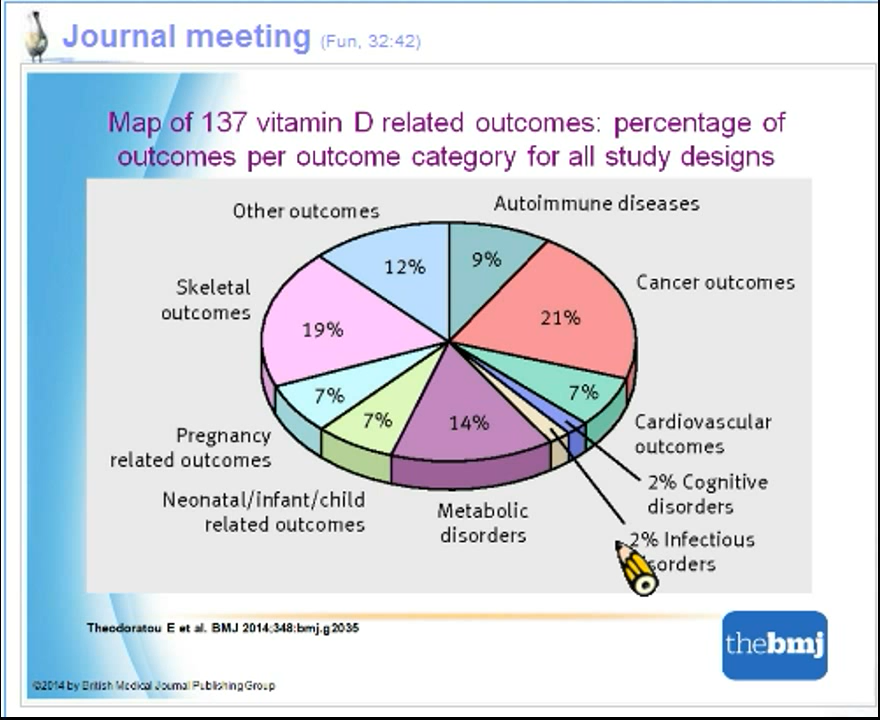 Journal meeting (Fun, 32:42)
Map of 137 vitamin D related outcomes: percentage of
outcomes per outcome category for all study designs
Other outcomes
Autoimmune diseases
12%
9%
Skeletal
outcomes
Cancer outcomes
19%
21%
7%
7%
7%
14%
Cardiovascular
outcomes
Pregnancy
related outcomes
2% Cognitive
disorders
Neonatal/infant/child
related outcomes
Metabolic
disorders
2% Infectious
sorders
Theodoratou E et al. BMJ 2014;348:bmj.g2035
thebmj
©2014 by British Medical Journal Publishing Group